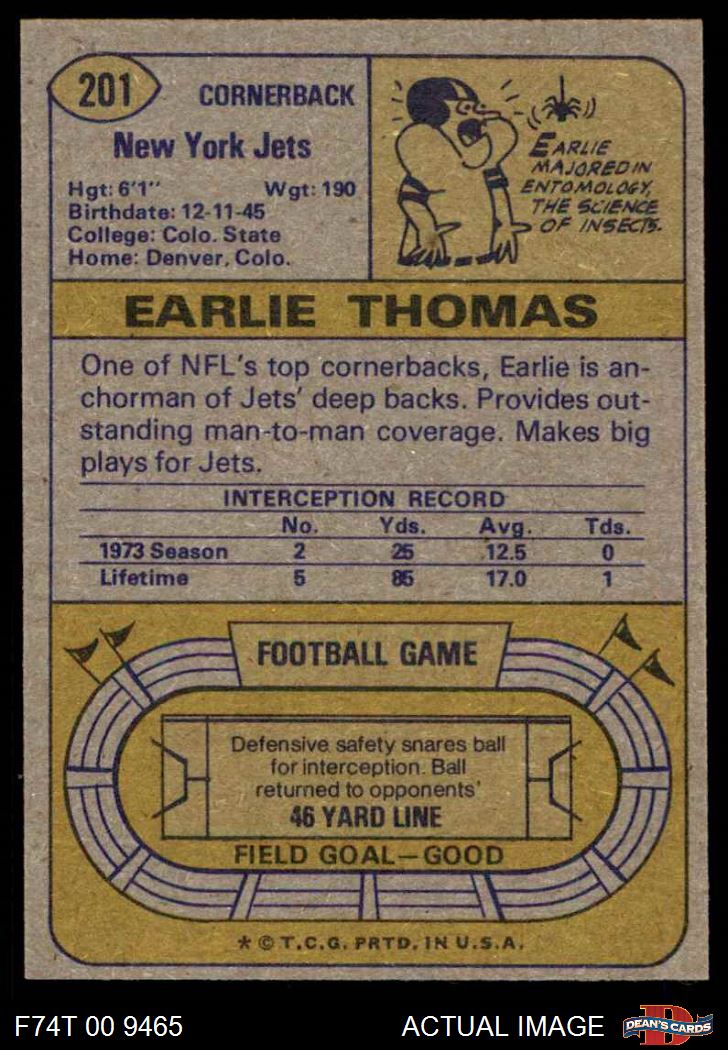 201
CORNERBACK
New York Jets
Hgt: 6'1" Wgt: 190
Birthdate: 12-11-45
College: Colo. State
Home: Denver, Colo.
EARLIE
MAJORED IN
ENTOMOLOGY,
THE SCIENCE
OF INSECTS.
EARLIE THOMAS
One of NFL's top cornerbacks, Earlie is an-
chorman of Jets' deep backs. Provides out-
standing man-to-man coverage. Makes big
plays for Jets.
INTERCEPTION RECORD
No. Yds. Avg. Tds.
1973 Season 2 25 12.5 0
Lifetime 5 85 17.0 1
FOOTBALL GAME
Defensive safety snares ball
for interception. Ball
returned to opponents'
46 YARD LINE
FIELD GOAL—GOOD
* © T.C.G. PRTD. IN U.S.A.
F74T 00 9465 ACTUAL IMAGE
D
DEAN'S CARDS